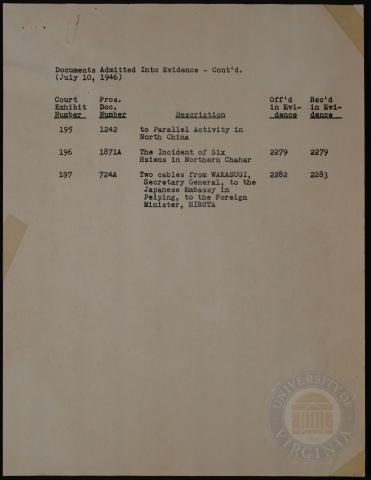 Documents Admitted Into Evidence - Cont'd.
(July 10, 1946)
Court Pros. Off'd Rec'd
Exhibit Doc. in Evi- in Evi-
Number Number Description dence dence
195 1242 to Parallel Activity in
North China
196 1871A The Incident of Six 2279 2279
Hsiens in Northern Chahar
197 724A Two cables from WAKASUGI, 2282 2283
Secretary General, to the
Japanese Embassy in
Peiping, to the Foreign
Minister, HIROTA
UNIVERSITY OF
VIRGINIA